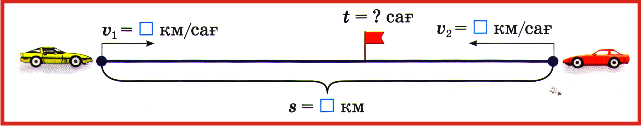 t = ? сағ
v₁ = □ км/сағ
v₂ = □ км/сағ
s = □ км